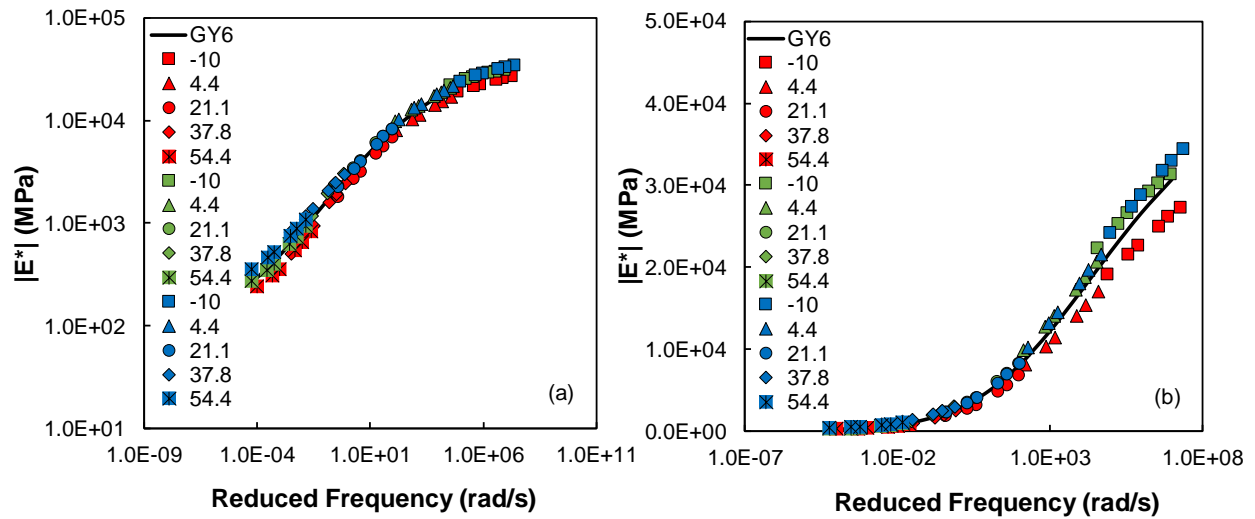 1.0E+05
1.0E+04
1.0E+03
1.0E+02
1.0E+01
|E*| (MPa)
GY6
-10
4.4
21.1
37.8
54.4
-10
4.4
21.1
37.8
54.4
-10
4.4
21.1
37.8
54.4
(a)
1.0E-09 1.0E-04 1.0E+01 1.0E+06 1.0E+11
Reduced Frequency (rad/s)
5.0E+04
4.0E+04
3.0E+04
2.0E+04
1.0E+04
0.0E+00
|E*| (MPa)
GY6
-10
4.4
21.1
37.8
54.4
-10
4.4
21.1
37.8
54.4
-10
4.4
21.1
37.8
54.4
(b)
1.0E-07 1.0E-02 1.0E+03 1.0E+08
Reduced Frequency (rad/s)